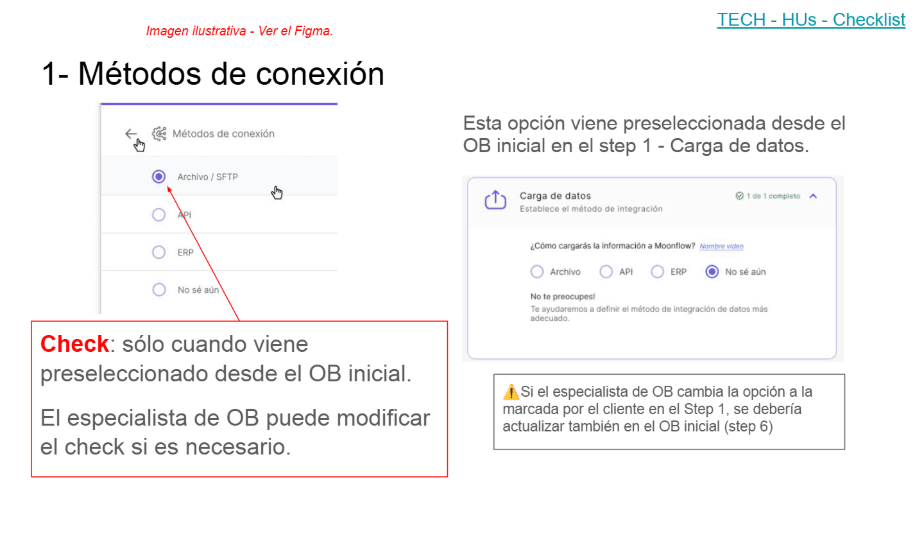 TECH - HUs - Checklist
Imagen ilustrativa - Ver el Figma.
1- Métodos de conexión
Métodos de conexión
Archivo / SFTP
API
ERP
No sé aún
Check: sólo cuando viene
preseleccionado desde el OB inicial.
El especialista de OB puede modificar
el check si es necesario.
Esta opción viene preseleccionada desde el
OB inicial en el step 1 - Carga de datos.
Carga de datos
1 de 1 completo
Establece el método de integración
¿Cómo cargarás la información a Moonflow? Nombre video
Archivo API ERP No sé aún
No te preocupes!
Te ayudaremos a definir el método de integración de datos más
adecuado.
⚠️Si el especialista de OB cambia la opción a la
marcada por el cliente en el Step 1, se debería
actualizar también en el OB inicial (step 6)